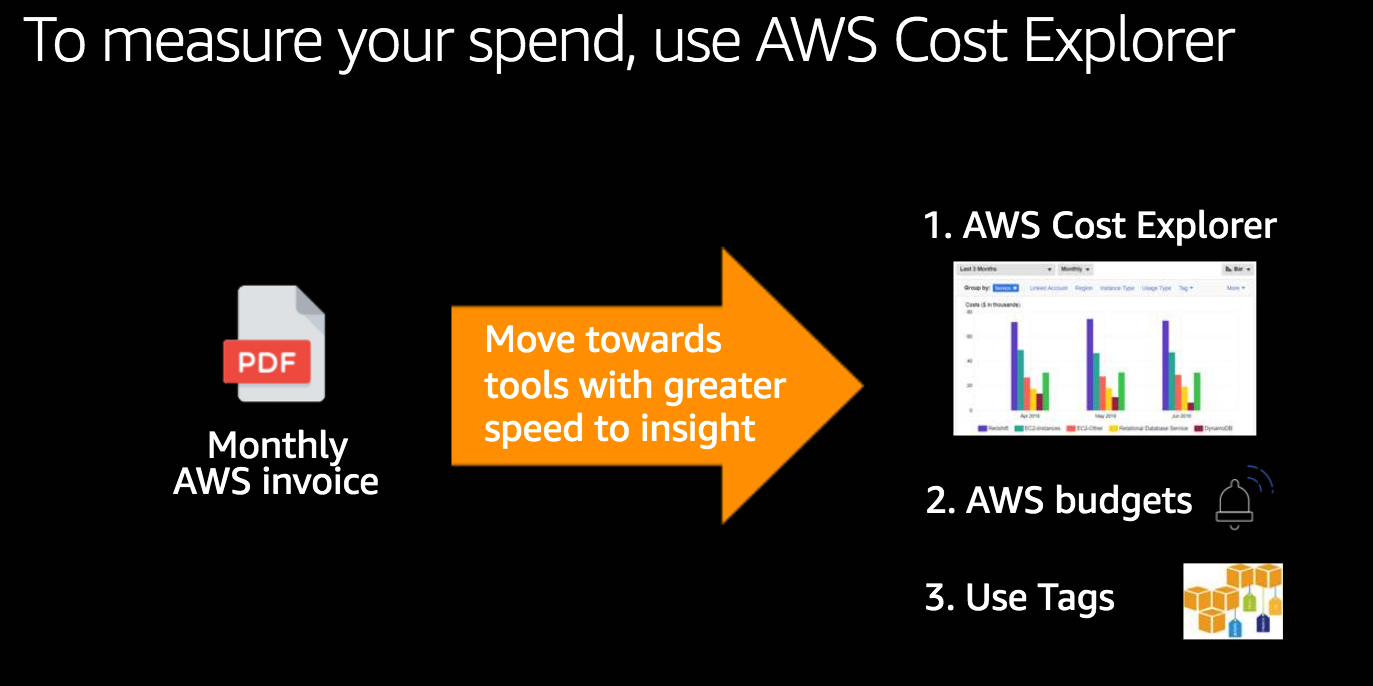 To measure your spend, use AWS Cost Explorer
PDF
Monthly
AWS invoice
Move towards
tools with greater
speed to insight
1. AWS Cost Explorer
Last 3 Months Monthly Bar
Group by: Service Linked Account Region Instance Type Usage Type Tag More
Costs ($ in thousands)
80
60
40
20
0
Apr 2019 May 2019 Jun 2019
Redshift EC2-Instances EC2-Other Relational Database Service DynamoDB
2. AWS budgets
3. Use Tags